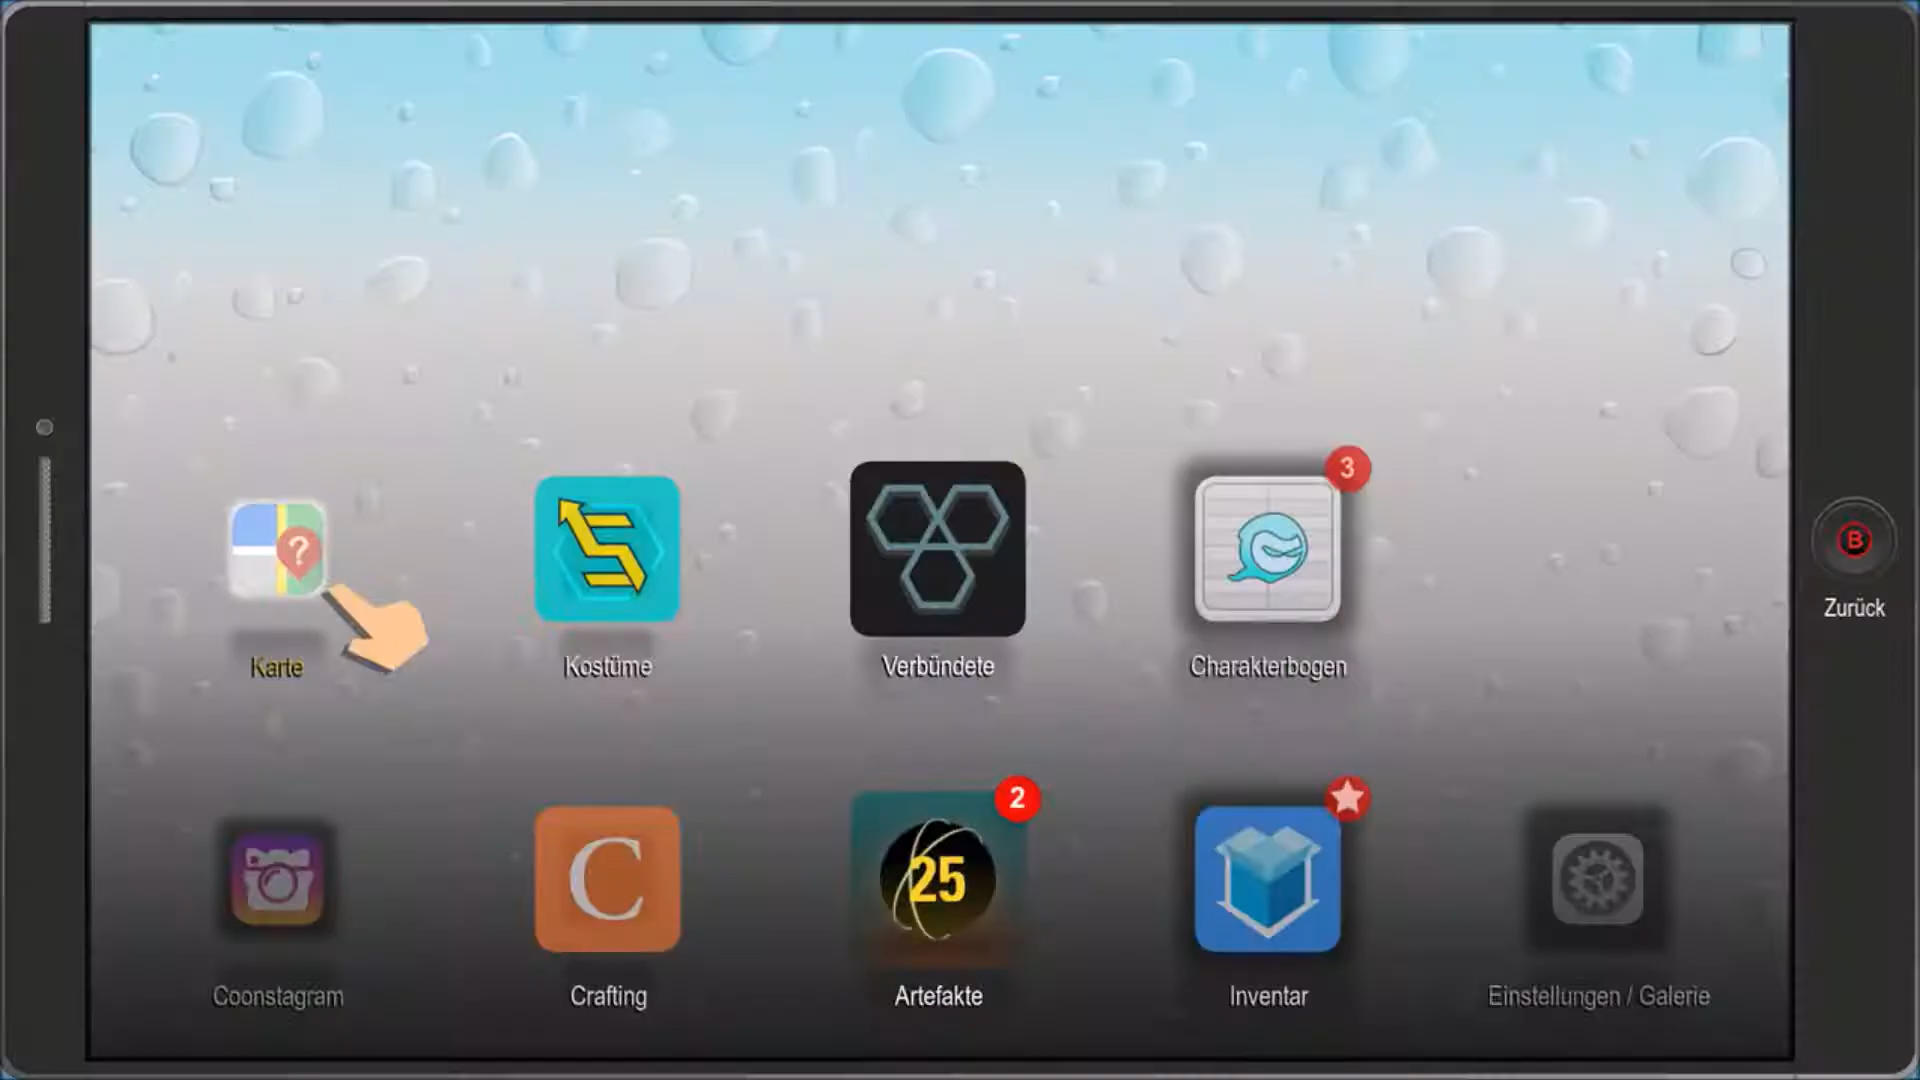 3
?
B
Zurück
Karte
Kostüme
Verbündete
Charakterbogen
2
25
C
Coonstagram
Crafting
Artefakte
Inventar
Einstellungen / Galerie